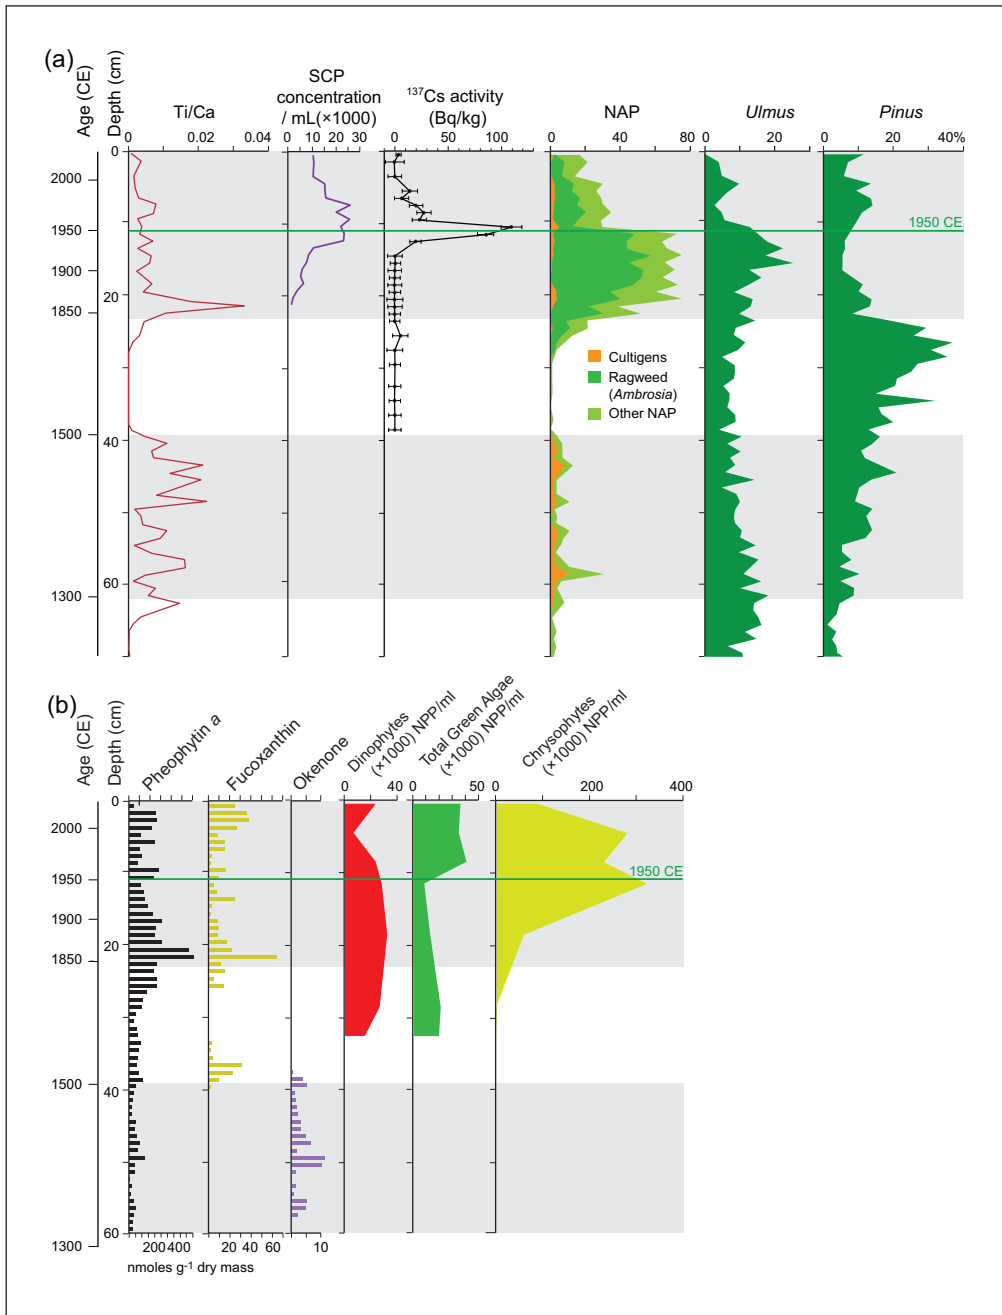 (a)
Age (CE)
Depth (cm)
Ti/Ca
0 0.02 0.04
SCP
concentration
/ mL(×1000)
0 10 20 30
137Cs activity
(Bq/kg)
0 50 100
NAP
0 40 80
Ulmus
0 20
Pinus
0 20 40%
0
2000
1950
1950 CE
1900
20
1850
Cultigens
Ragweed
(Ambrosia)
Other NAP
1500
40
60
1300
(b)
Age (CE)
Depth (cm)
Pheophytin a
Fucoxanthin
Okenone
Dinophytes
(×1000) NPP/ml
0 40
Total Green Algae
(×1000) NPP/ml
0 50
Chrysophytes
(×1000) NPP/ml
0 200 400
0
2000
1950
1950 CE
1900
20
1850
1500
40
60
1300
200 400
20 40 60
10
nmoles g-1 dry mass